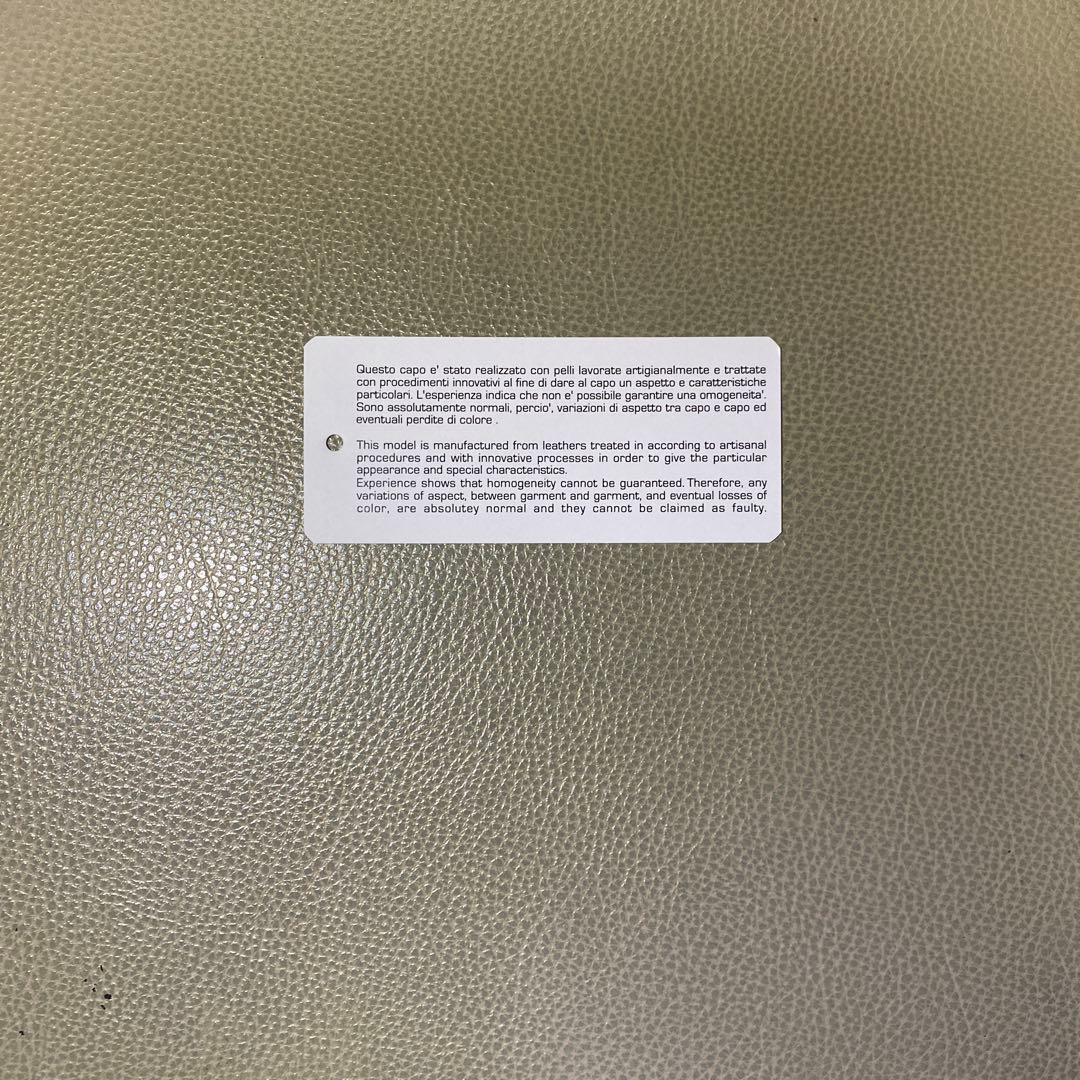 Questo capo e' stato realizzato con pelli lavorate artigianalmente e trattate
con procedimenti innovativi al fine di dare al capo un aspetto e caratteristiche
particolari. L'esperienza indica che non e' possibile garantire una omogeneita'.
Sono assolutamente normali, percio', variazioni di aspetto tra capo e capo ed
eventuali perdite di colore .
This model is manufactured from leathers treated in according to artisanal
procedures and with innovative processes in order to give the particular
appearance and special characteristics.
Experience shows that homogeneity cannot be guaranteed. Therefore, any
variations of aspect, between garment and garment, and eventual losses of
color, are absolutey normal and they cannot be claimed as faulty.